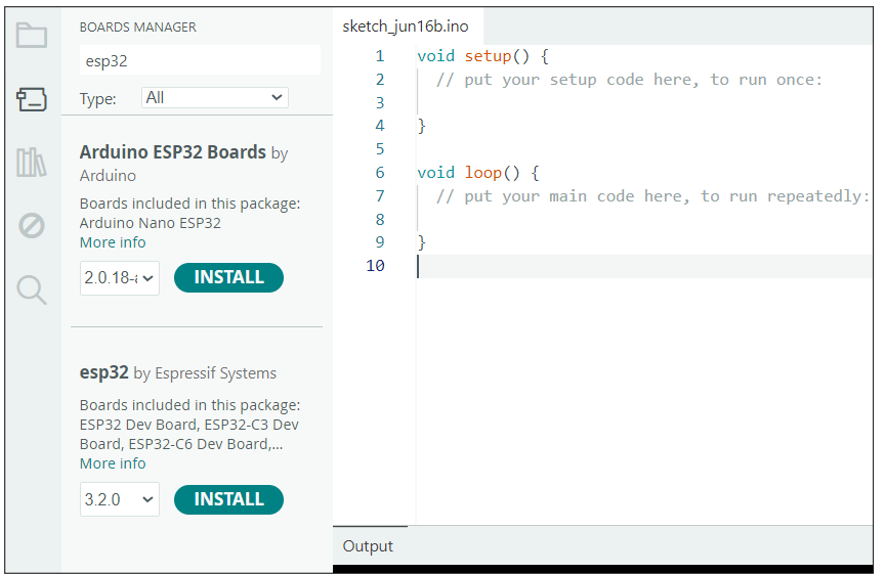 BOARDS MANAGER
esp32
Type: All
Arduino ESP32 Boards by
Arduino
Boards included in this package:
Arduino Nano ESP32
More info
2.0.18-a INSTALL
esp32 by Espressif Systems
Boards included in this package:
ESP32 Dev Board, ESP32-C3 Dev
Board, ESP32-C6 Dev Board,...
More info
3.2.0 INSTALL
sketch_jun16b.ino
1 void setup() {
2 // put your setup code here, to run once:
3
4 }
5
6 void loop() {
7 // put your main code here, to run repeatedly:
8
9 }
10
Output